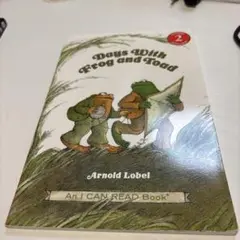 2
Days With
Frog and Toad
Arnold Lobel
An I CAN READ Book®